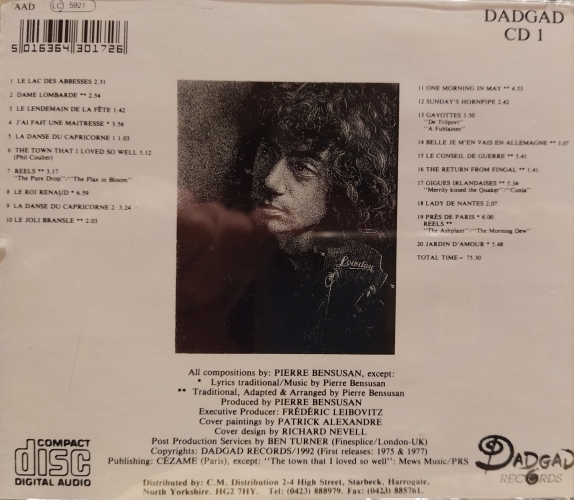 AAD
LC 5921
5 016364 301726
DADGAD
CD 1
1 LE LAC DES ABBESSES 2.31
2 DAME LOMBARDE ** 2.54
3 LE LENDEMAIN DE LA FÊTE 1.42
4 J'AI FAIT UNE MAITRESSE * 3.56
5 LA DANSE DU CAPRICORNE 1 1.03
6 THE TOWN THAT I LOVED SO WELL 5.12
(Phil Coulter)
7 REELS ** 3.17
"The Pure Drop"/"The Flax in Bloom"
8 LE ROI RENAUD * 6.59
9 LA DANSE DU CAPRICORNE 2 3.24
10 LE JOLI BRANSLE ** 2.03
11 ONE MORNING IN MAY ** 4.53
12 SUNDAY'S HORNPIPE 2.42
13 GAVOTTES 3.50
"De Tréport"
"A Fublaines"
14 BELLE JE M'EN VAIS EN ALLEMAGNE ** 3.07
15 LE CONSEIL DE GUERRE ** 5.41
16 THE RETURN FROM FINGAL ** 1.41
17 GIGUES IRLANDAISES ** 5.34
"Merrily kissed the Quaker"/"Cunla"
18 LADY DE NANTES 2.07
19 PRÈS DE PARIS * 6.00
REELS **
"The Ashplant"/"The Morning Dew"
20 JARDIN D'AMOUR * 5.48
TOTAL TIME = 75.30
London
All compositions by: PIERRE BENSUSAN, except:
* Lyrics traditional/Music by Pierre Bensusan
** Traditional, Adapted & Arranged by Pierre Bensusan
Produced by PIERRE BENSUSAN
Executive Producer: FRÉDÉRIC LEIBOVITZ
Cover paintings by PATRICK ALEXANDRE
Cover design by RICHARD NEVELL
Post Production Services by BEN TURNER (Finesplice/London-UK)
Copyrights: DADGAD RECORDS/1992 (First releases: 1975 & 1977)
Publishing: CÉZAME (Paris), except: "The town that I loved so well": Mews Music/PRS
Distributed by: C.M. Distribution 2-4 High Street, Starbeck, Harrogate,
North Yorkshire. HG2 7HY. Tel: (0423) 888979. Fax: (0423) 885761.
COMPACT
disc
DIGITAL AUDIO
DADGAD
RECORDS